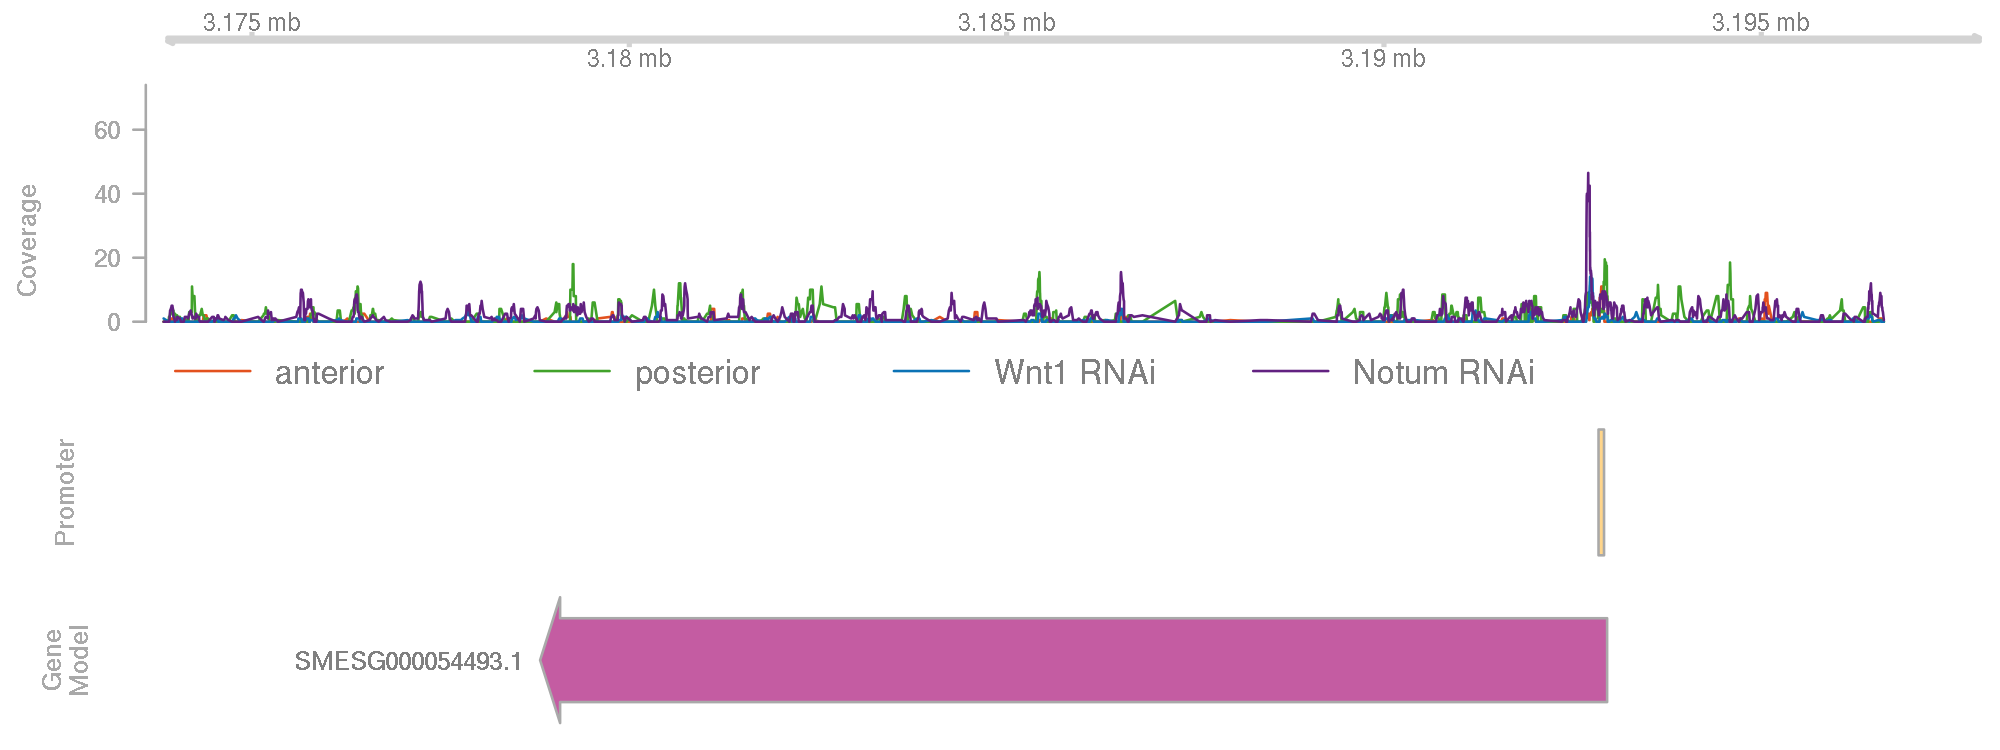 3.175 mb
3.185 mb
3.195 mb
3.18 mb
3.19 mb
Coverage
60
40
20
0
anterior
posterior
Wnt1 RNAi
Notum RNAi
Promoter
0
Gene
Model
SMESG000054493.1